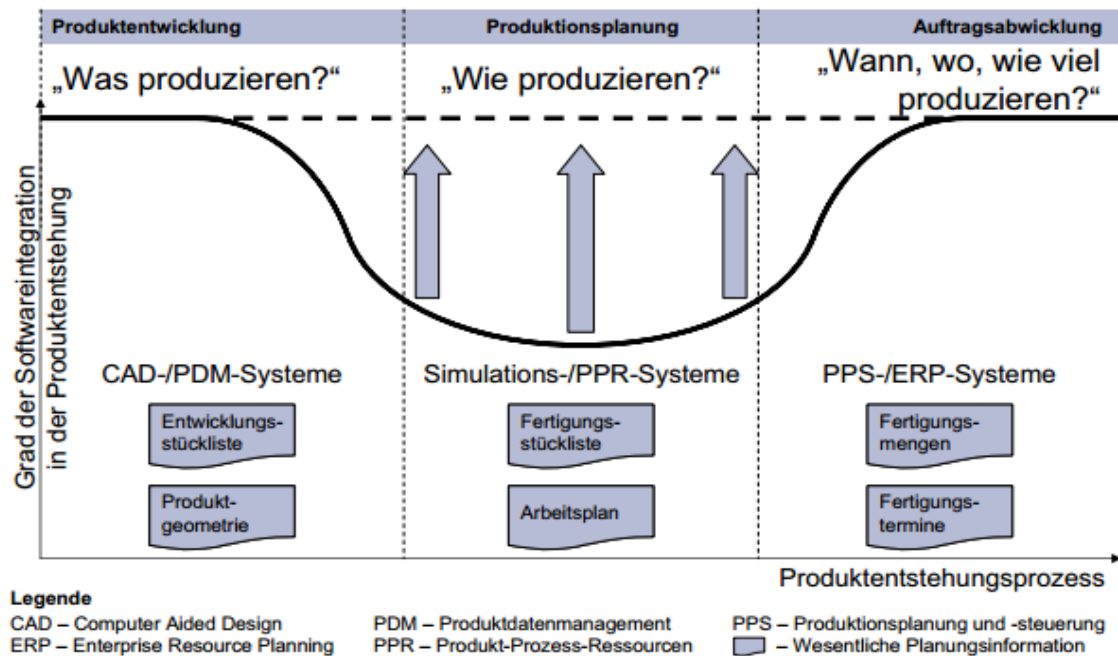 Produktentwicklung
Produktionsplanung
Auftragsabwicklung
„Was produzieren?“
„Wie produzieren?“
„Wann, wo, wie viel
produzieren?“
Grad der Softwareintegration
in der Produktentstehung
CAD-/PDM-Systeme
Simulations-/PPR-Systeme
PPS-/ERP-Systeme
Entwicklungs-
stückliste
Fertigungs-
stückliste
Fertigungs-
mengen
Produkt-
geometrie
Arbeitsplan
Fertigungs-
termine
Produktentstehungsprozess
Legende
CAD – Computer Aided Design
PDM – Produktdatenmanagement
PPS – Produktionsplanung und -steuerung
ERP – Enterprise Resource Planning
PPR – Produkt-Prozess-Ressourcen
– Wesentliche Planungsinformation